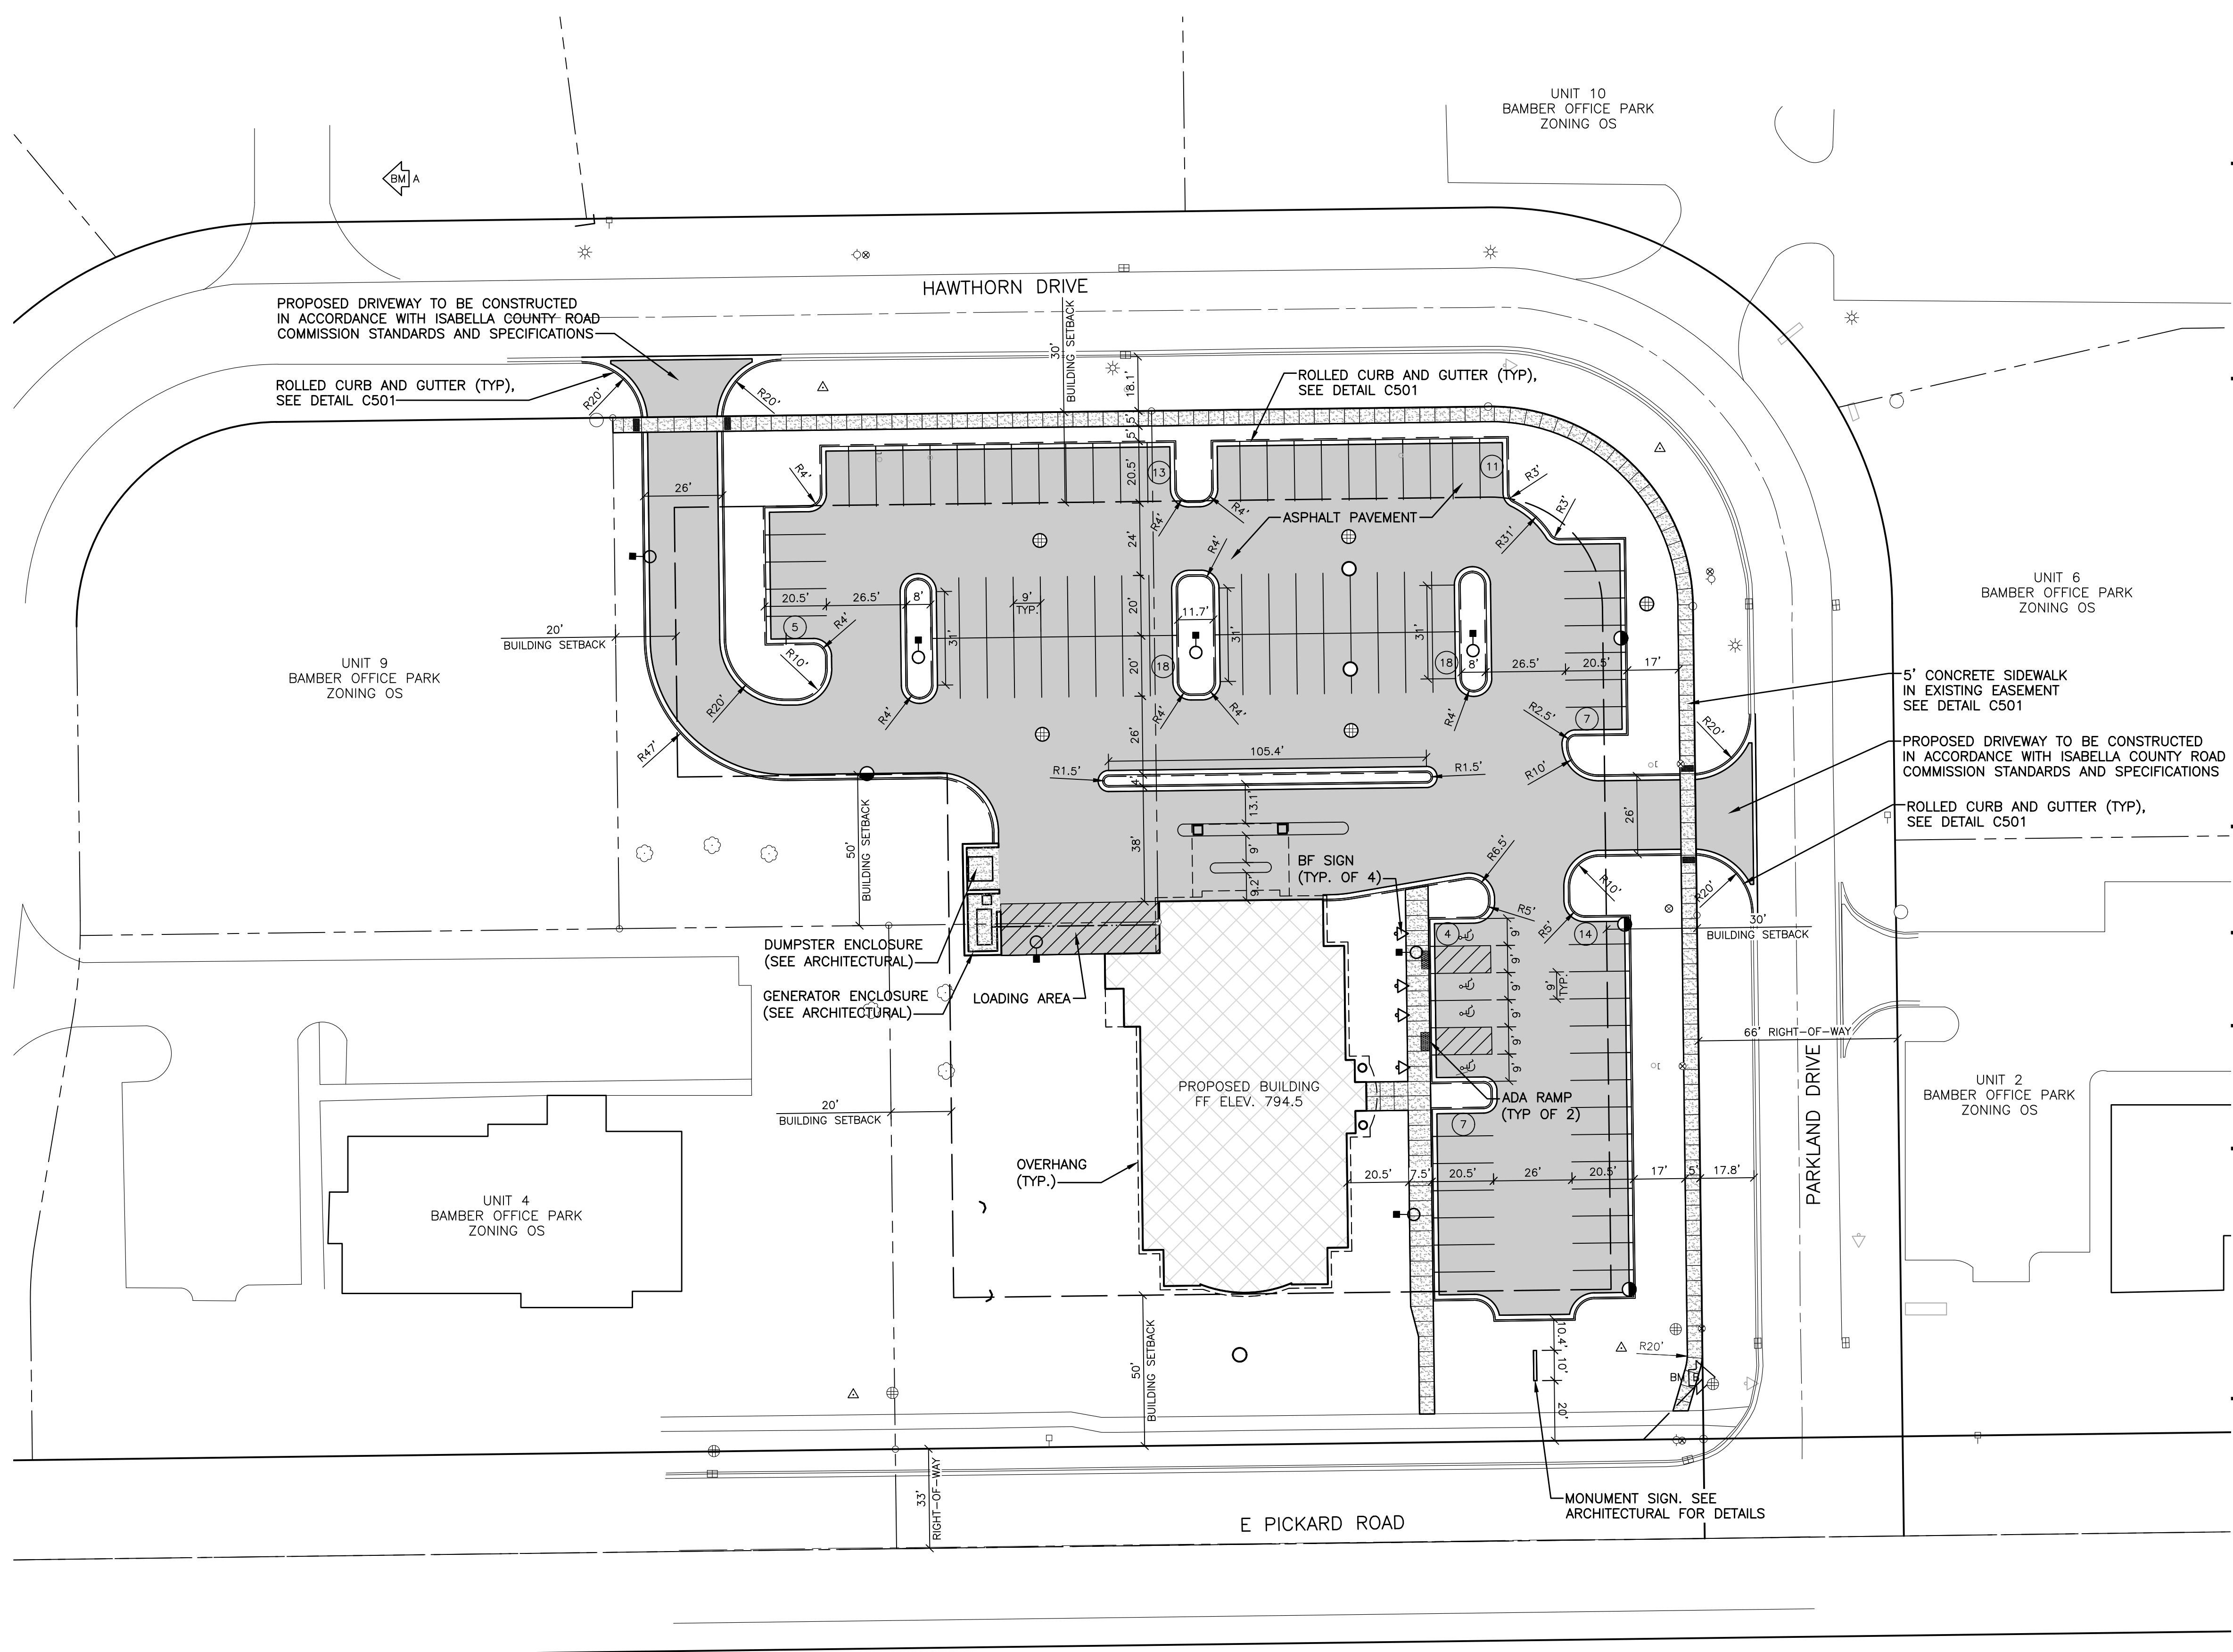 UNIT 10
BAMBER OFFICE PARK
ZONING OS
BM A
HAWTHORN DRIVE
PROPOSED DRIVEWAY TO BE CONSTRUCTED
IN ACCORDANCE WITH ISABELLA COUNTY ROAD
COMMISSION STANDARDS AND SPECIFICATIONS
ROLLED CURB AND GUTTER (TYP),
SEE DETAIL C501
R20'
R20'
30'
BUILDING SETBACK
18.1'
5'
5'
ROLLED CURB AND GUTTER (TYP),
SEE DETAIL C501
R4'
13
20.5'
11
R3'
R3'
R31'
26'
R4'
R4'
ASPHALT PAVEMENT
24'
R4'
20.5'
26.5'
8'
9'
TYP.
20'
11.7'
31'
31'
31'
5
R4'
R10'
20'
BUILDING SETBACK
18
20'
18
8'
26.5'
20.5'
17'
UNIT 9
BAMBER OFFICE PARK
ZONING OS
UNIT 6
BAMBER OFFICE PARK
ZONING OS
5' CONCRETE SIDEWALK
IN EXISTING EASEMENT
SEE DETAIL C501
R20'
R4'
R4'
R4'
R4'
R2.5'
7
R20'
R47'
26'
105.4'
R1.5'
4'
R1.5'
R10'
PROPOSED DRIVEWAY TO BE CONSTRUCTED
IN ACCORDANCE WITH ISABELLA COUNTY ROAD
COMMISSION STANDARDS AND SPECIFICATIONS
ROLLED CURB AND GUTTER (TYP),
SEE DETAIL C501
13.1'
26'
50'
BUILDING SETBACK
38'
9'
9.2'
BF SIGN
(TYP. OF 4)
R6.5'
R10'
R20'
R5'
R5'
30'
BUILDING SETBACK
4
14
9'
9'
9'
9'
9'
9'
9'
TYP.
DUMPSTER ENCLOSURE
(SEE ARCHITECTURAL)
GENERATOR ENCLOSURE
(SEE ARCHITECTURAL)
LOADING AREA
66' RIGHT-OF-WAY
PARKLAND DRIVE
PROPOSED BUILDING
FF ELEV. 794.5
ADA RAMP
(TYP OF 2)
7
UNIT 2
BAMBER OFFICE PARK
ZONING OS
20'
BUILDING SETBACK
OVERHANG
(TYP.)
20.5'
7.5'
20.5'
26'
20.5'
17'
5'
17.8'
UNIT 4
BAMBER OFFICE PARK
ZONING OS
50'
BUILDING SETBACK
10.4'
10'
20'
R20'
BM B
33'
RIGHT-OF-WAY
MONUMENT SIGN. SEE
ARCHITECTURAL FOR DETAILS
E PICKARD ROAD